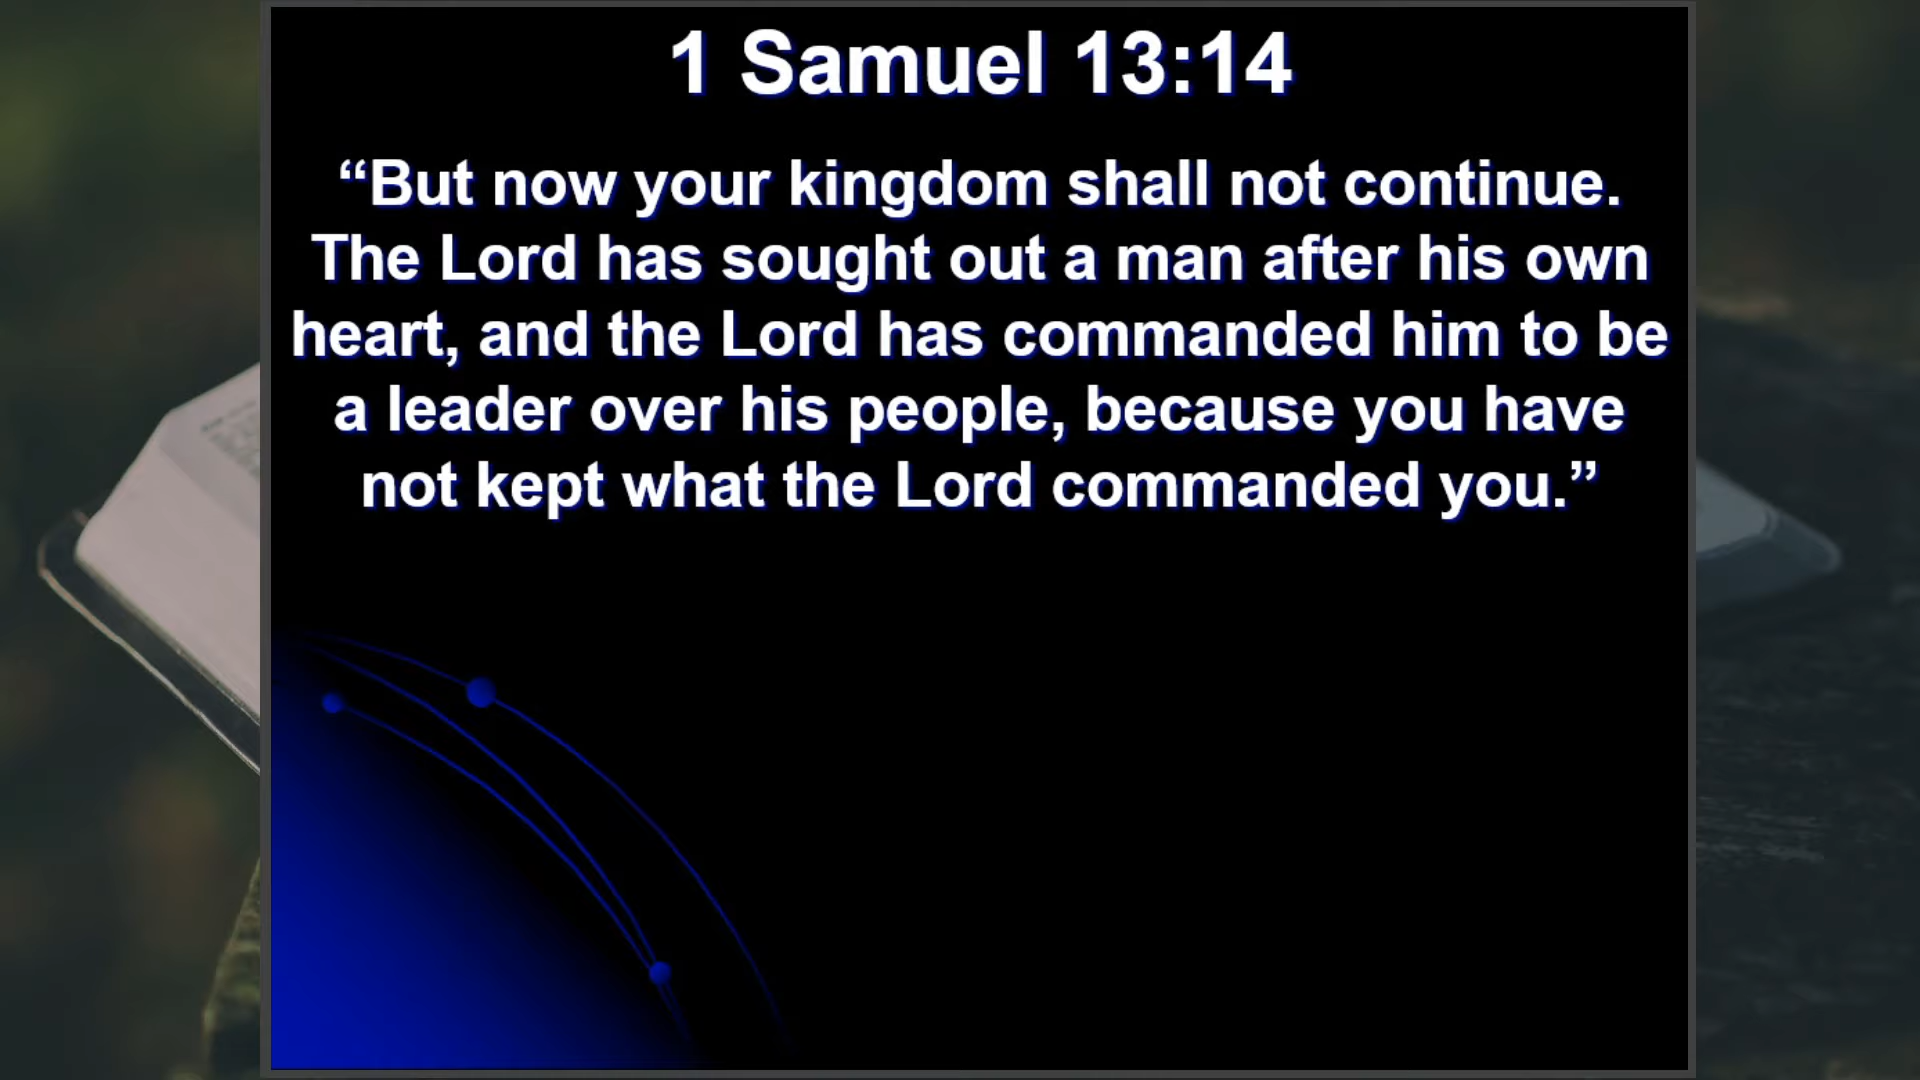 1 Samuel 13:14
“But now your kingdom shall not continue.
The Lord has sought out a man after his own
heart, and the Lord has commanded him to be
a leader over his people, because you have
not kept what the Lord commanded you.”